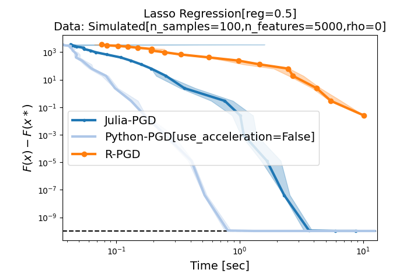 Lasso Regression[reg=0.5]
Data: Simulated[n_samples=100,n_features=5000,rho=0]
10³
10¹
10⁻¹
10⁻³
10⁻⁵
10⁻⁷
10⁻⁹
F(x) − F(x*)
Julia-PGD
Python-PGD[use_acceleration=False]
R-PGD
10⁻¹
10⁰
10¹
Time [sec]